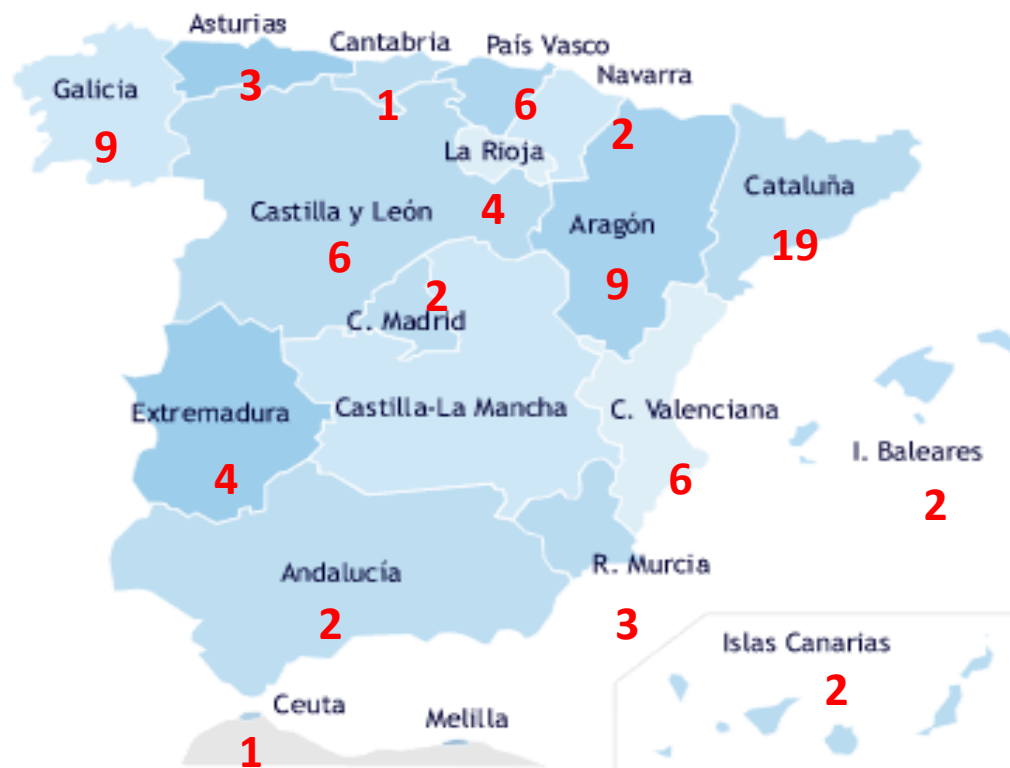 Asturias
3
Cantabria
1
País Vasco
6
Navarra
2
Galicia
9
La Rioja
4
Castilla y León
6
Aragón
9
Cataluña
19
2
C. Madrid
Extremadura
4
Castilla-La Mancha
C. Valenciana
6
I. Baleares
2
Andalucía
2
R. Murcia
3
Islas Canarias
2
Ceuta
1
Melilla